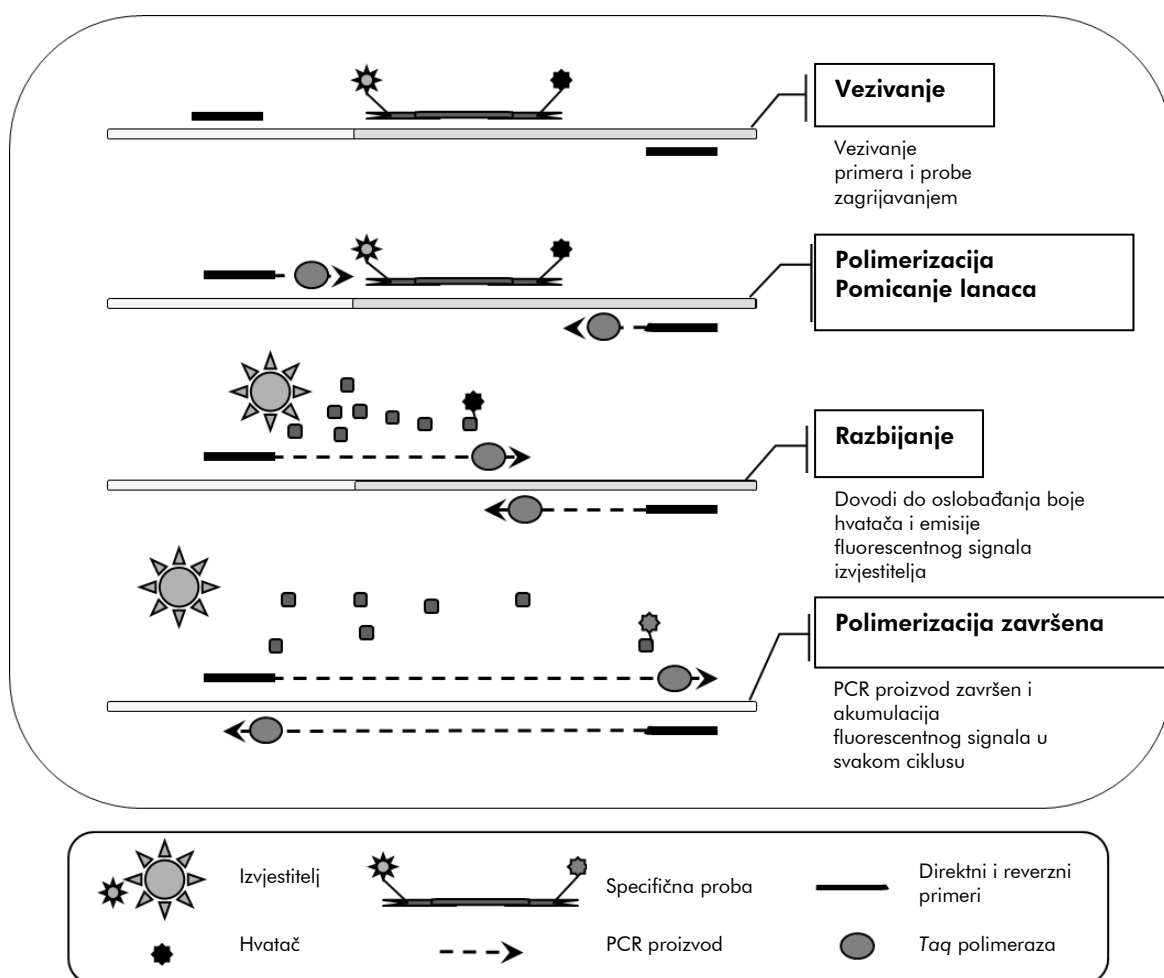 Vezivanje
Vezivanje
primera i probe
zagrijavanjem
Polimerizacija
Pomicanje lanaca
Razbijanje
Dovodi do oslobađanja boje
hvatača i emisije
fluorescentnog signala
izvjestitelja
Polimerizacija završena
PCR proizvod završen i
akumulacija
fluorescentnog signala u
svakom ciklusu
Izvjestitelj
Specifična proba
Direktni i reverzni
primeri
Hvatač
PCR proizvod
Taq polimeraza